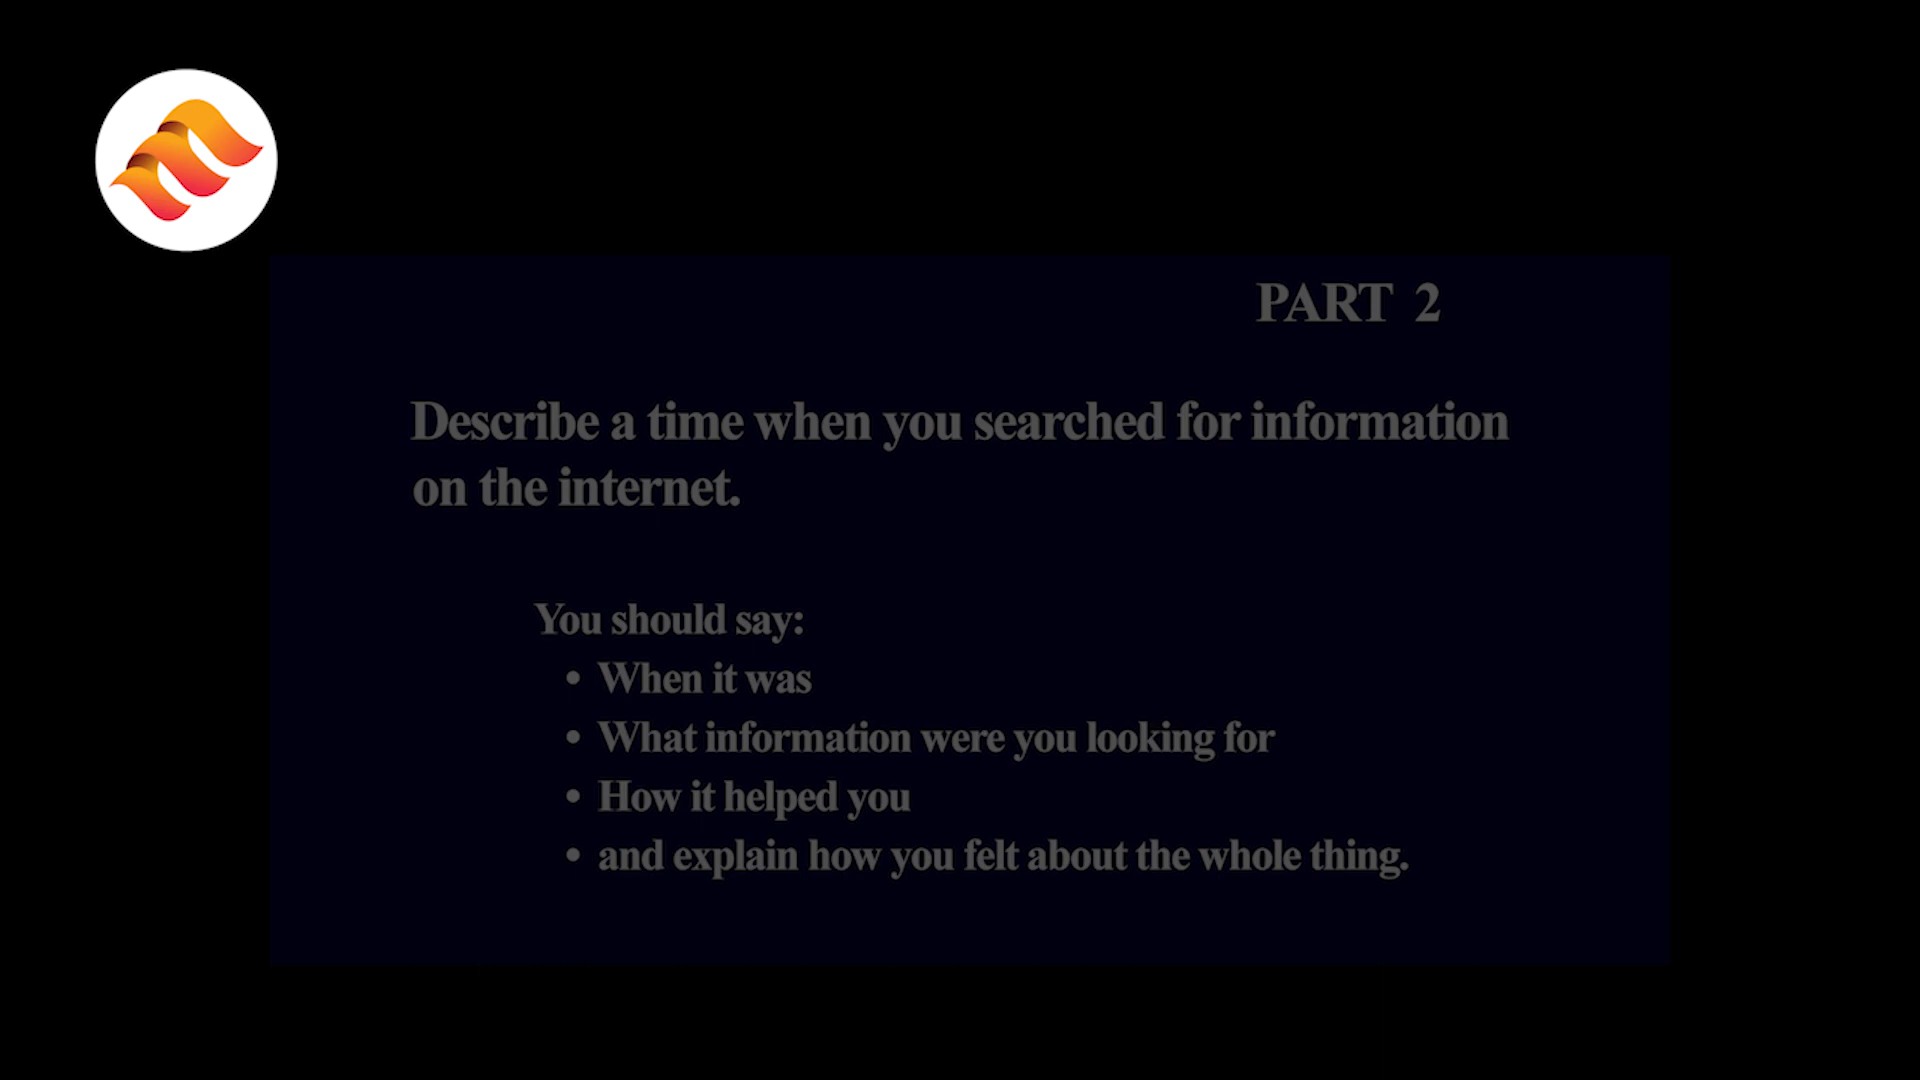 PART 2
Describe a time when you searched for information
on the internet.
You should say:
• When it was
• What information were you looking for
• How it helped you
• and explain how you felt about the whole thing.